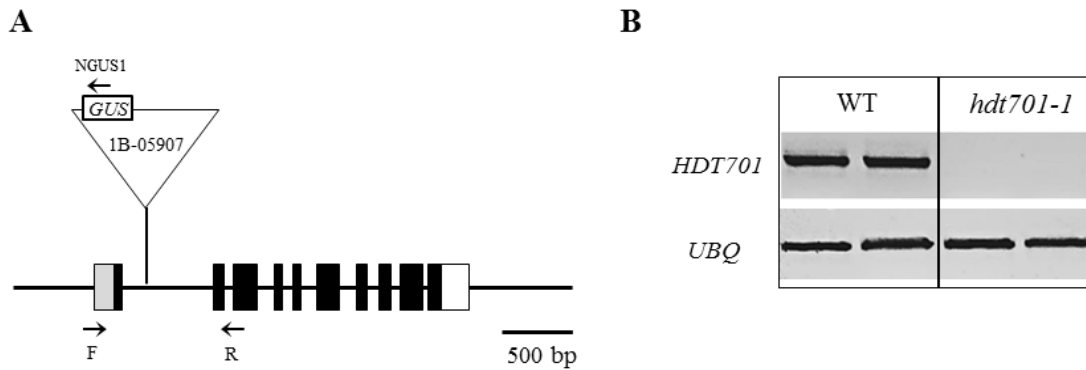 A
NGUS1
GUS
1B-05907
F
R
500 bp
B
WT
hdt701-1
HDT701
UBQ